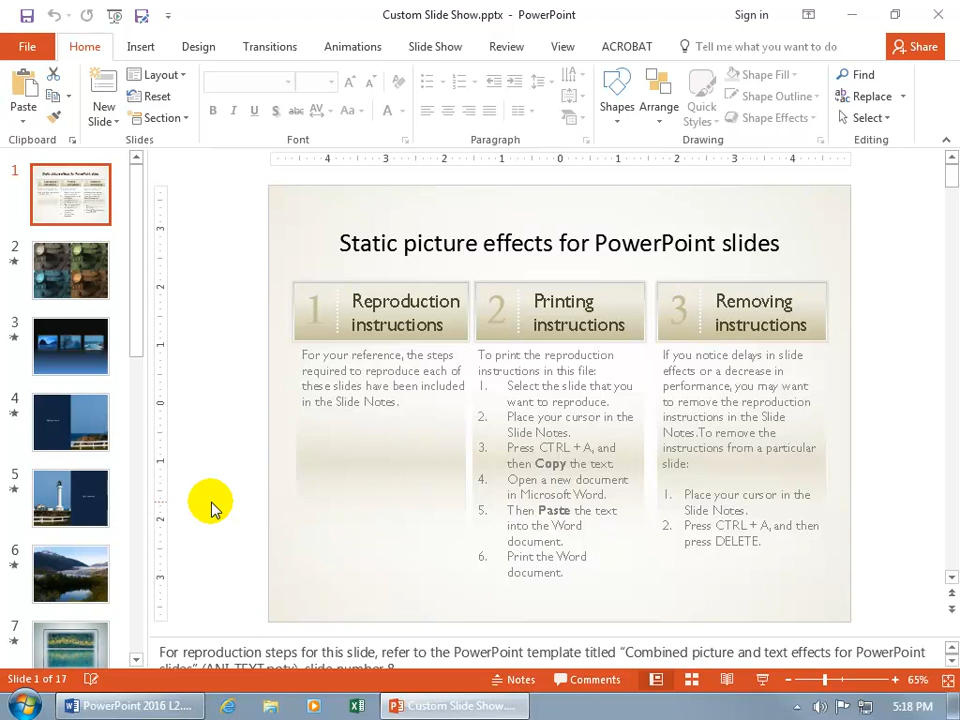 Custom Slide Show.pptx - PowerPoint
Sign in
File Home Insert Design Transitions Animations Slide Show Review View ACROBAT Tell me what you want to do Share
Paste
New Slide
Layout
Reset
Section
Shapes
Arrange
Quick Styles
Shape Fill
Shape Outline
Shape Effects
Find
Replace
Select
Clipboard Slides Font Paragraph Drawing Editing
1
2
3
4
5
6
7
Static picture effects for PowerPoint slides
1 Reproduction
instructions
For your reference, the steps
required to reproduce each of
these slides have been included
in the Slide Notes.
2 Printing
instructions
To print the reproduction
instructions in this file:
1. Select the slide that you
want to reproduce.
2. Place your cursor in the
Slide Notes.
3. Press CTRL + A, and
then Copy the text.
4. Open a new document
in Microsoft Word.
5. Then Paste the text
into the Word
document.
6. Print the Word
document.
3 Removing
instructions
If you notice delays in slide
effects or a decrease in
performance, you may want
to remove the reproduction
instructions in the Slide
Notes.To remove the
instructions from a particular
slide:
1. Place your cursor in the
Slide Notes.
2. Press CTRL + A, and then
press DELETE.
For reproduction steps for this slide, refer to the PowerPoint template titled “Combined picture and text effects for PowerPoint
Slide 1 of 17 Notes Comments 65%
PowerPoint 2016 L2.... Custom Slide Show.... 5:18 PM